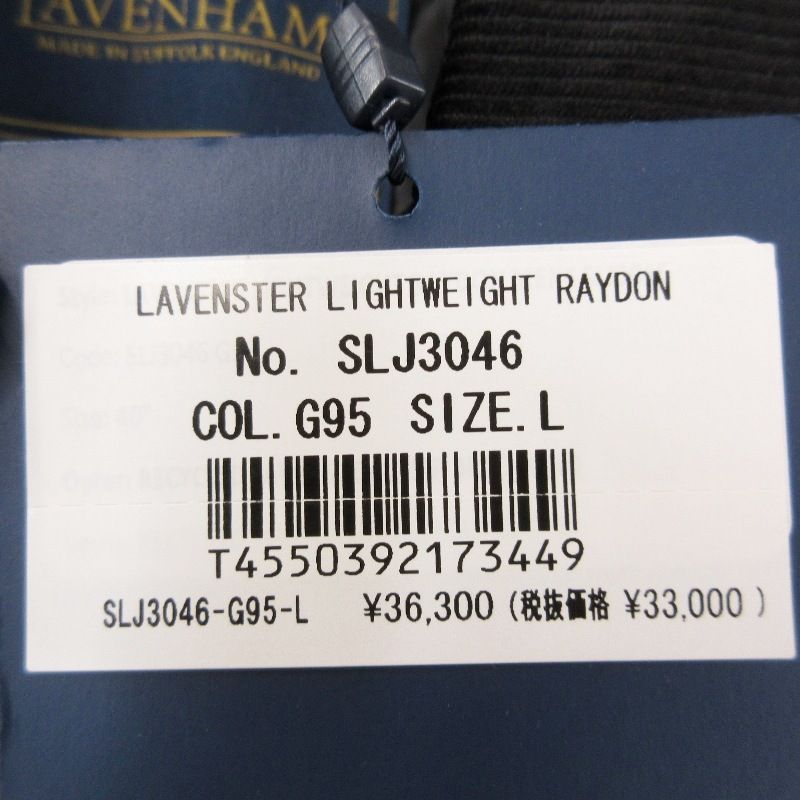 LAVENHAM
MADE IN SUFFOLK ENGLAND
LAVENSTER LIGHTWEIGHT RAYDON
No. SLJ3046
COL. G95 SIZE. L
T4550392173449
SLJ3046-G95-L ¥36,300 (税抜価格 ¥33,000 )